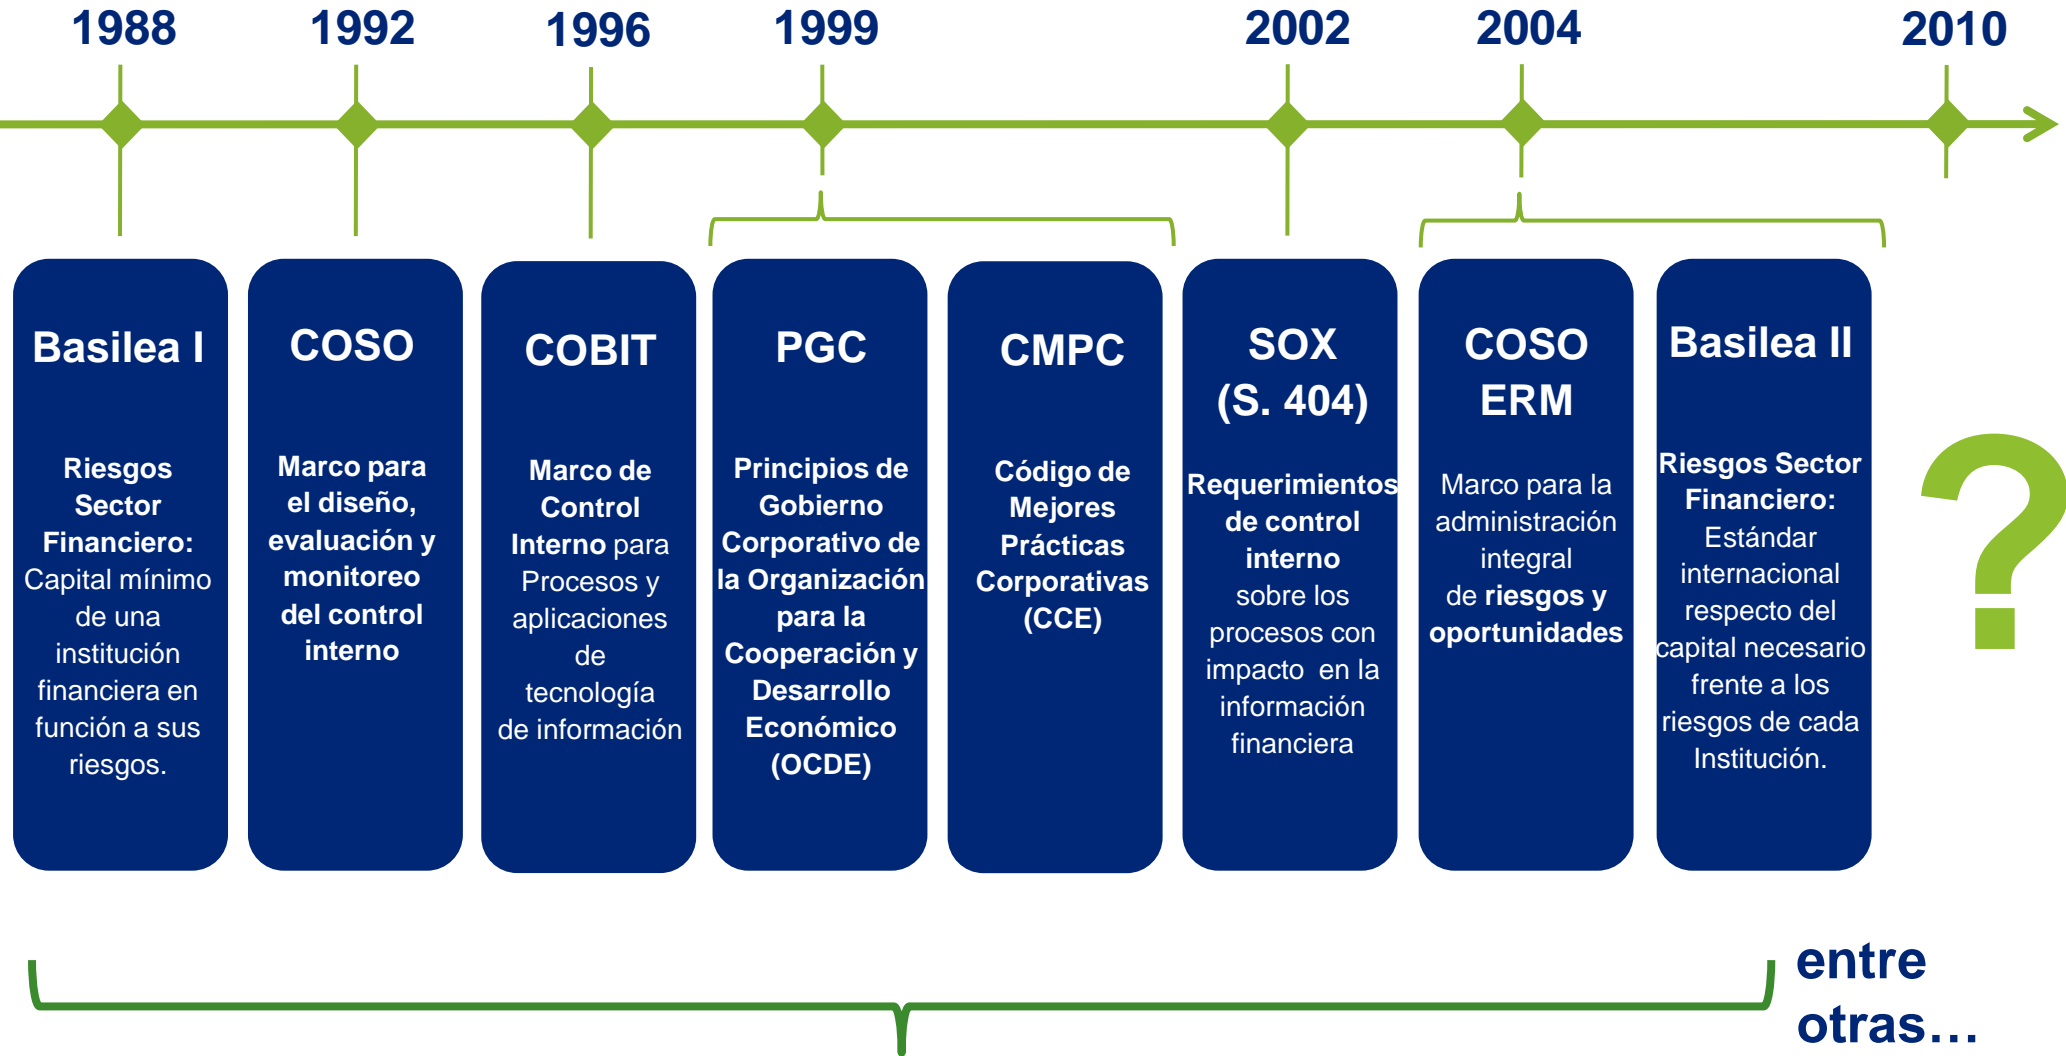 1988
1992
1996
1999
2002
2004
2010
Basilea I
Riesgos
Sector
Financiero:
Capital mínimo
de una
institución
financiera en
función a sus
riesgos.
COSO
Marco para
el diseño,
evaluación y
monitoreo
del control
interno
COBIT
Marco de
Control
Interno para
Procesos y
aplicaciones
de
tecnología
de información
PGC
Principios de
Gobierno
Corporativo de
la Organización
para la
Cooperación y
Desarrollo
Económico
(OCDE)
CMPC
Código de
Mejores
Prácticas
Corporativas
(CCE)
SOX
(S. 404)
Requerimientos
de control
interno
sobre los
procesos con
impacto  en la
información
financiera
COSO
ERM
Marco para la
administración
integral
de riesgos y
oportunidades
Basilea II
Riesgos Sector
Financiero:
Estándar
internacional
respecto del
capital necesario
frente a los
riesgos de cada
Institución.
?
entre
otras…